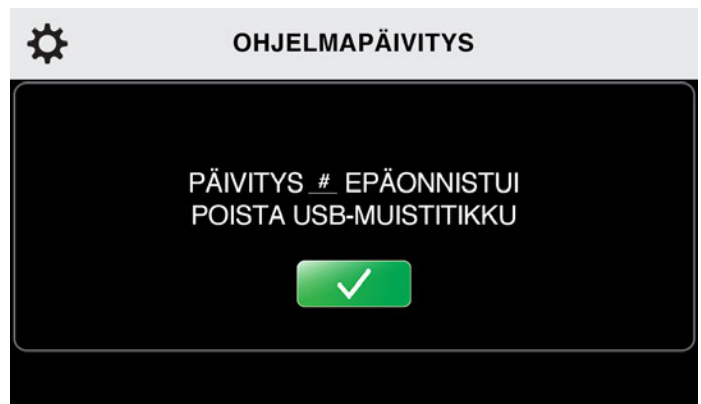 OHJELMAPÄIVITYS
PÄIVITYS # EPÄONNISTUI
POISTA USB-MUISTITIKKU